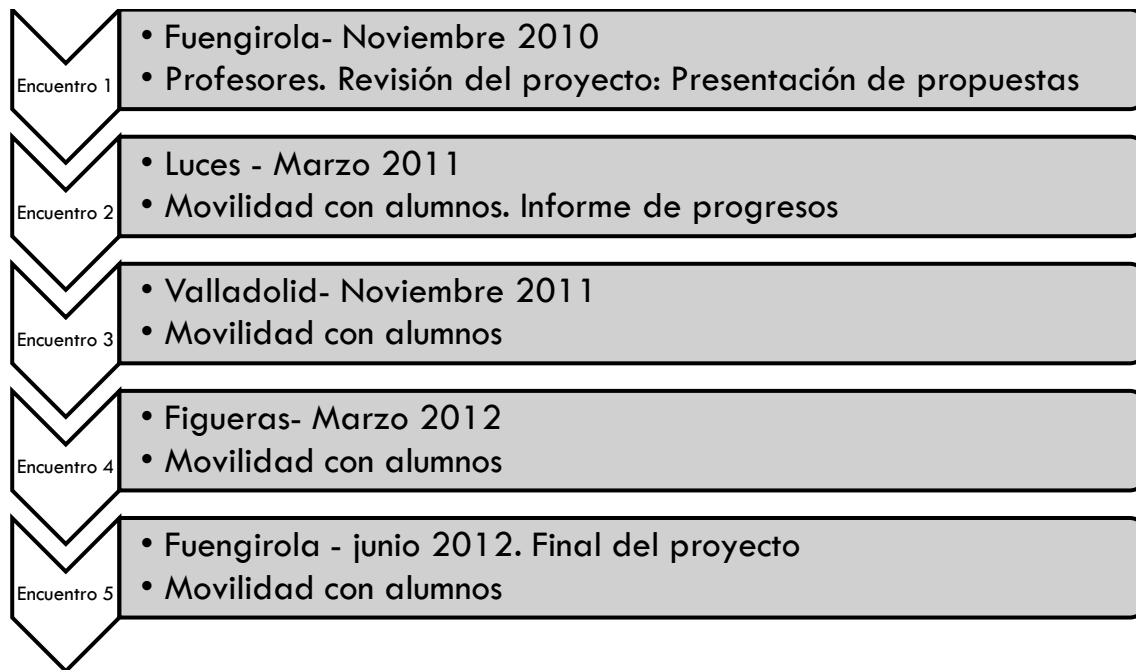 Encuentro 1
• Fuengirola- Noviembre 2010
• Profesores. Revisión del proyecto: Presentación de propuestas
Encuentro 2
• Luces - Marzo 2011
• Movilidad con alumnos. Informe de progresos
Encuentro 3
• Valladolid- Noviembre 2011
• Movilidad con alumnos
Encuentro 4
• Figueras- Marzo 2012
• Movilidad con alumnos
Encuentro 5
• Fuengirola - junio 2012. Final del proyecto
• Movilidad con alumnos